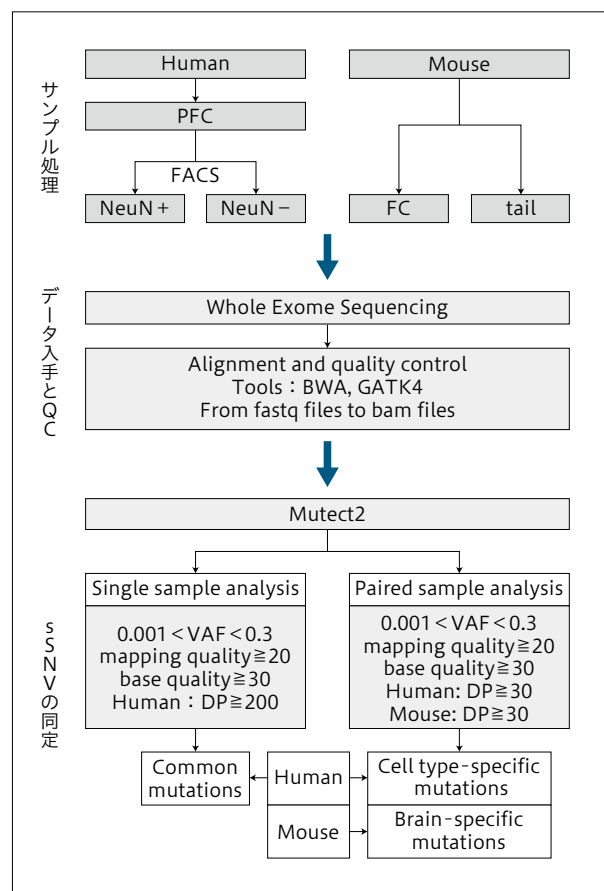 サンプル処理
Human
Mouse
PFC
FACS
NeuN+
NeuN−
FC
tail
データ入手とQC
Whole Exome Sequencing
Alignment and quality control
Tools：BWA, GATK4
From fastq files to bam files
sSNVの同定
Mutect2
Single sample analysis
0.001<VAF<0.3
mapping quality≧20
base quality≧30
Human：DP≧200
Paired sample analysis
0.001<VAF<0.3
mapping quality≧20
base quality≧30
Human: DP≧30
Mouse: DP≧30
Common
mutations
Human
Cell type-specific
mutations
Mouse
Brain-specific
mutations